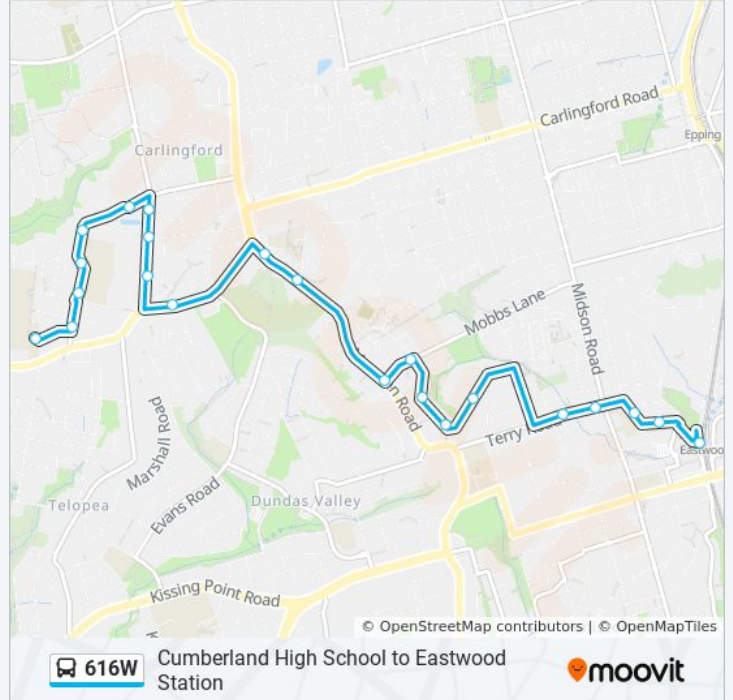 Carlingford Road
Epping
Carlingford
Mobbs Lane
Midson Road
n Road
Terry
Eastwoo
Marshall Road
Evans Road
Telopea
Dundas Valley
Kissing Point Road
K
© OpenStreetMap contributors | © OpenMapTiles
616W
Cumberland High School to Eastwood
Station
moovit